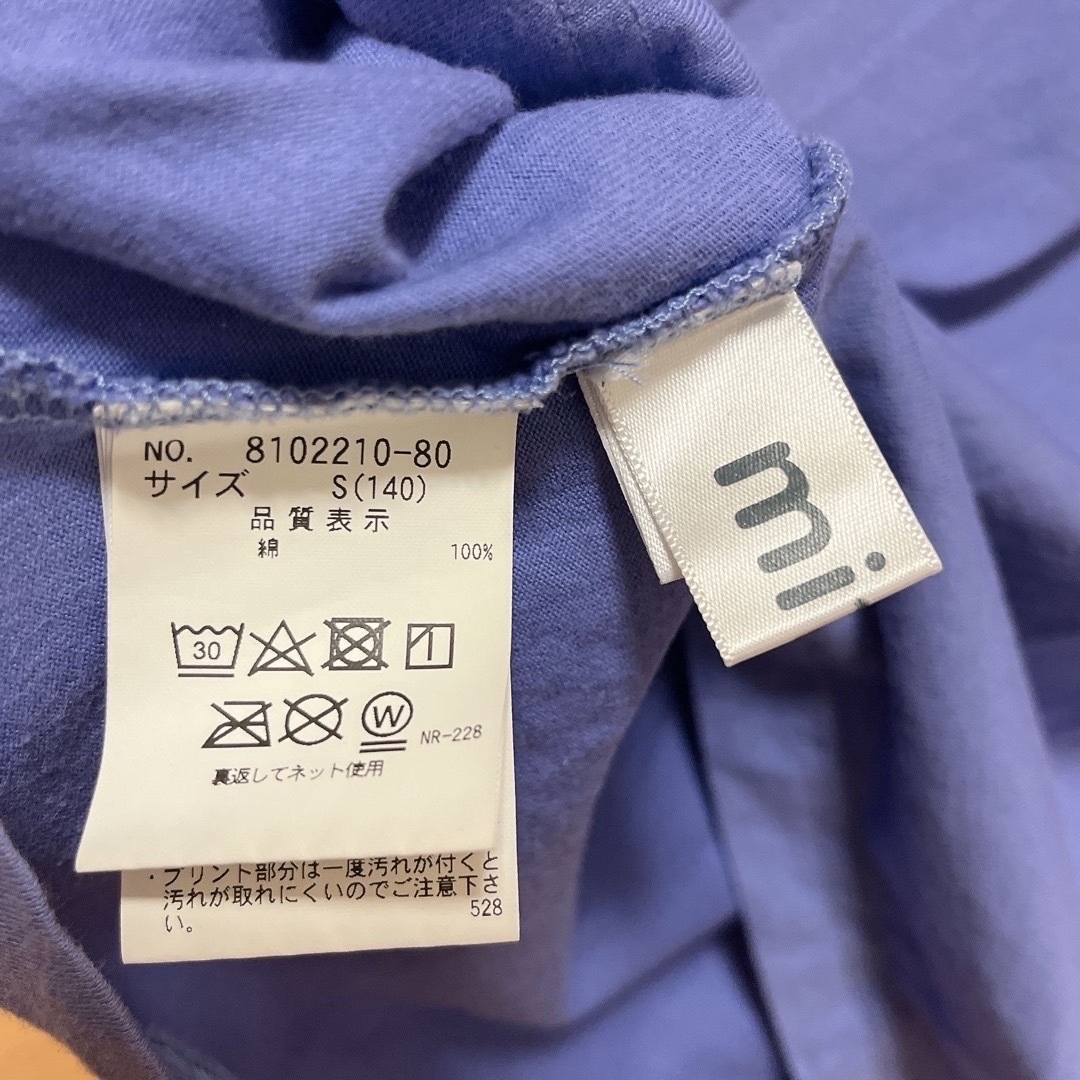 NO. 8102210-80
サイズ S(140)
品質表示
綿 100%
30
W
NR-228
裏返してネット使用
・プリント部分は一度汚れが付くと
汚れが取れにくいのでご注意下さ
い。
528
mi